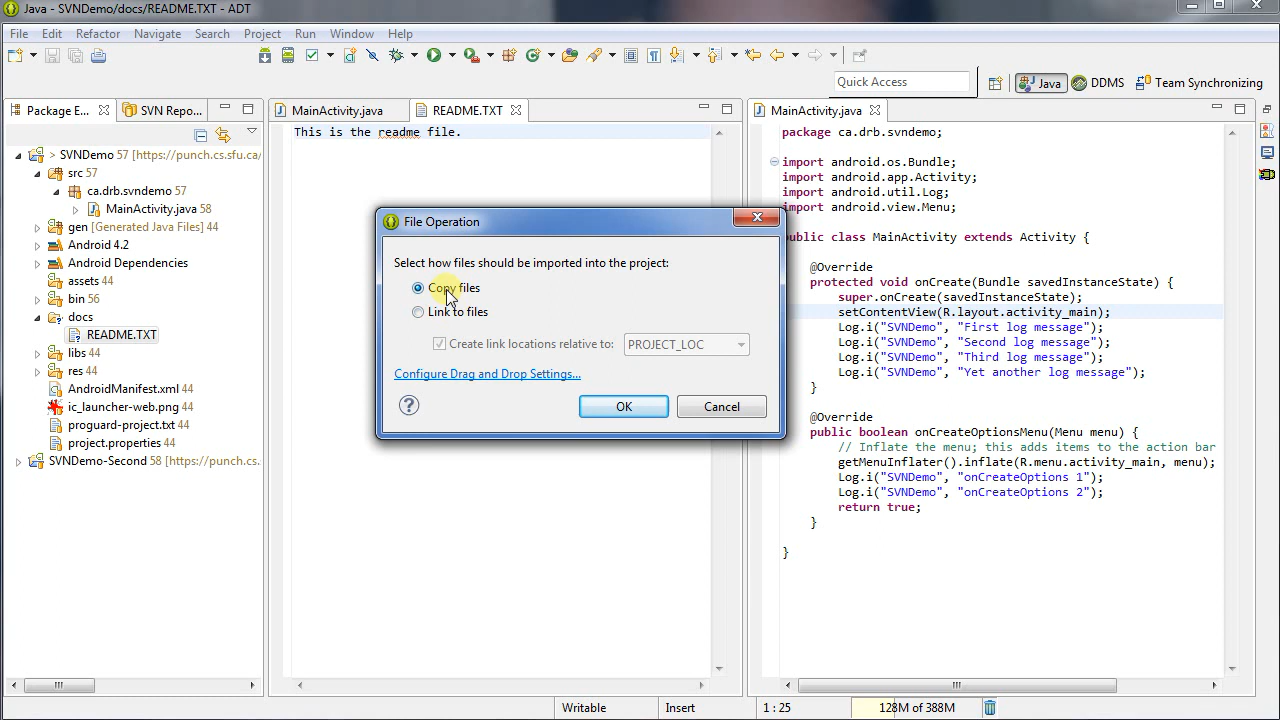 Java - SVNDemo/docs/README.TXT - ADT
File Edit Refactor Navigate Search Project Run Window Help
Quick Access
Java
DDMS
Team Synchronizing
Package E...
SVN Repo...
> SVNDemo 57 [https://punch.cs.sfu.ca/
src 57
ca.drb.svndemo 57
MainActivity.java 58
gen [Generated Java Files] 44
Android 4.2
Android Dependencies
assets 44
bin 56
docs
README.TXT
libs 44
res 44
AndroidManifest.xml 44
ic_launcher-web.png 44
proguard-project.txt 44
project.properties 44
SVNDemo-Second 58 [https://punch.cs.
MainActivity.java
README.TXT
This is the readme file.
File Operation
Select how files should be imported into the project:
Copy files
Link to files
Create link locations relative to:
PROJECT_LOC
Configure Drag and Drop Settings...
OK
Cancel
MainActivity.java
package ca.drb.svndemo;
import android.os.Bundle;
import android.app.Activity;
import android.util.Log;
import android.view.Menu;
public class MainActivity extends Activity {
@Override
protected void onCreate(Bundle savedInstanceState) {
super.onCreate(savedInstanceState);
setContentView(R.layout.activity_main);
Log.i("SVNDemo", "First log message");
Log.i("SVNDemo", "Second log message");
Log.i("SVNDemo", "Third log message");
Log.i("SVNDemo", "Yet another log message");
}
@Override
public boolean onCreateOptionsMenu(Menu menu) {
// Inflate the menu; this adds items to the action bar
getMenuInflater().inflate(R.menu.activity_main, menu);
Log.i("SVNDemo", "onCreateOptions 1");
Log.i("SVNDemo", "onCreateOptions 2");
return true;
}
}
Writable
Insert
1 : 25
128M of 388M